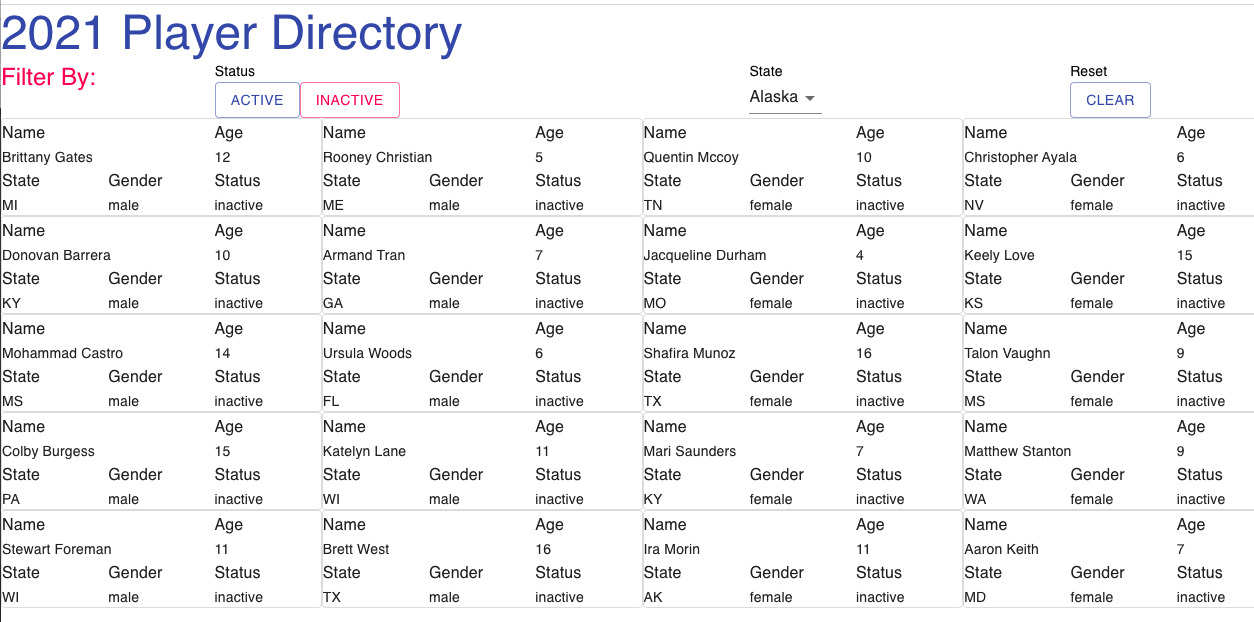 2021 Player Directory
Filter By: Status State Reset
ACTIVE INACTIVE Alaska CLEAR
Name Age Name Age Name Age Name Age
Brittany Gates 12 Rooney Christian 5 Quentin Mccoy 10 Christopher Ayala 6
State Gender Status State Gender Status State Gender Status State Gender Status
MI male inactive ME male inactive TN female inactive NV female inactive
Name Age Name Age Name Age Name Age
Donovan Barrera 10 Armand Tran 7 Jacqueline Durham 4 Keely Love 15
State Gender Status State Gender Status State Gender Status State Gender Status
KY male inactive GA male inactive MO female inactive KS female inactive
Name Age Name Age Name Age Name Age
Mohammad Castro 14 Ursula Woods 6 Shafira Munoz 16 Talon Vaughn 9
State Gender Status State Gender Status State Gender Status State Gender Status
MS male inactive FL male inactive TX female inactive MS female inactive
Name Age Name Age Name Age Name Age
Colby Burgess 15 Katelyn Lane 11 Mari Saunders 7 Matthew Stanton 9
State Gender Status State Gender Status State Gender Status State Gender Status
PA male inactive WI male inactive KY female inactive WA female inactive
Name Age Name Age Name Age Name Age
Stewart Foreman 11 Brett West 16 Ira Morin 11 Aaron Keith 7
State Gender Status State Gender Status State Gender Status State Gender Status
WI male inactive TX male inactive AK female inactive MD female inactive